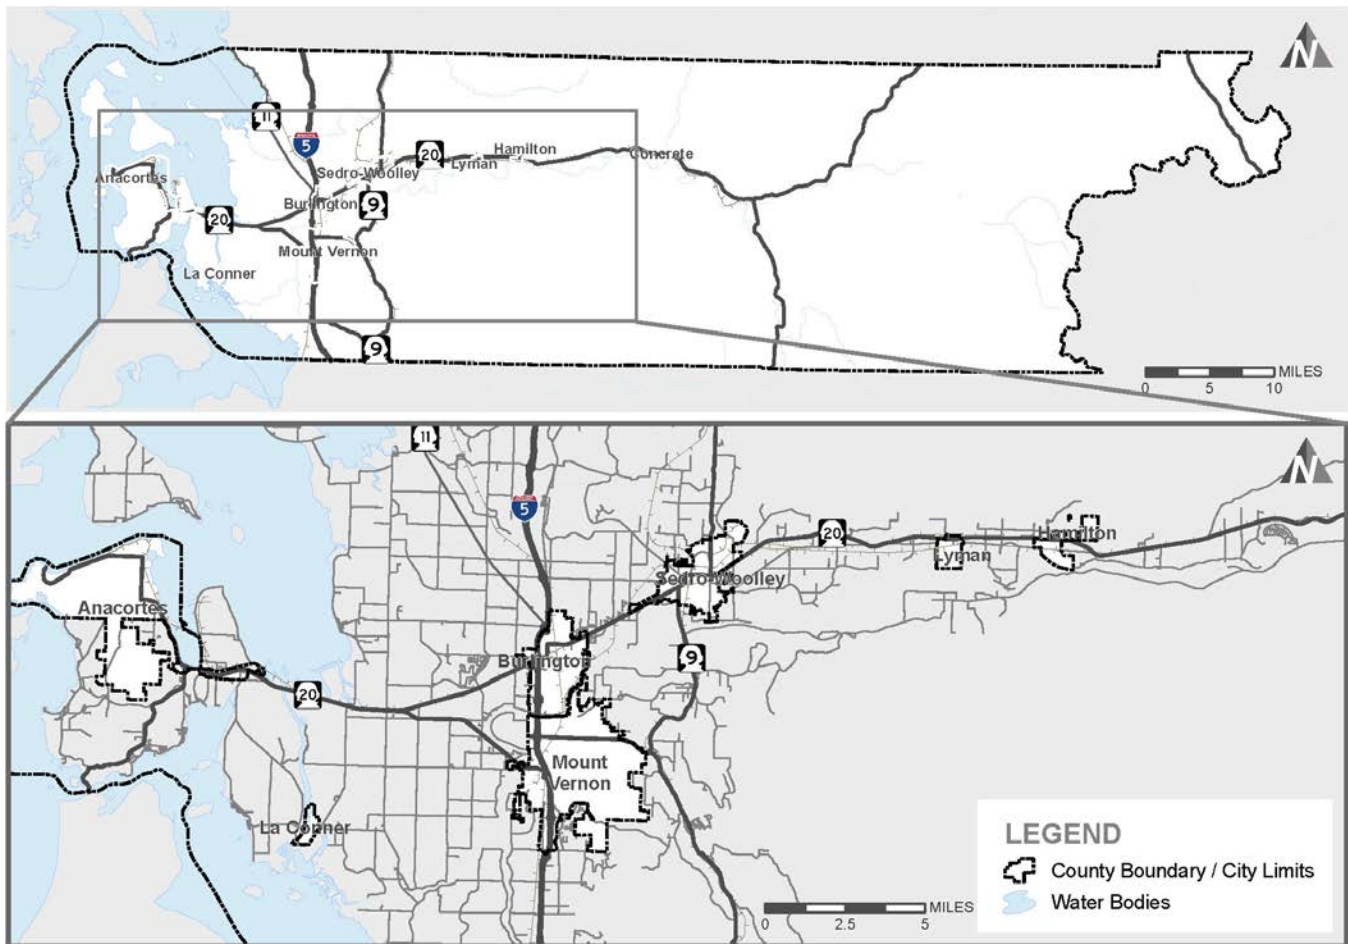 N
11
5
20
Hamilton
Concrete
Lyman
Sedro-Woolley
Anacortes
Burlington
9
20
Mount Vernon
La Conner
9
MILES
0 5 10
11
N
5
20
Hamilton
Lyman
Sedro-Woolley
Anacortes
Burlington
9
20
Mount
Vernon
La Conner
LEGEND
County Boundary / City Limits
Water Bodies
MILES
0 2.5 5